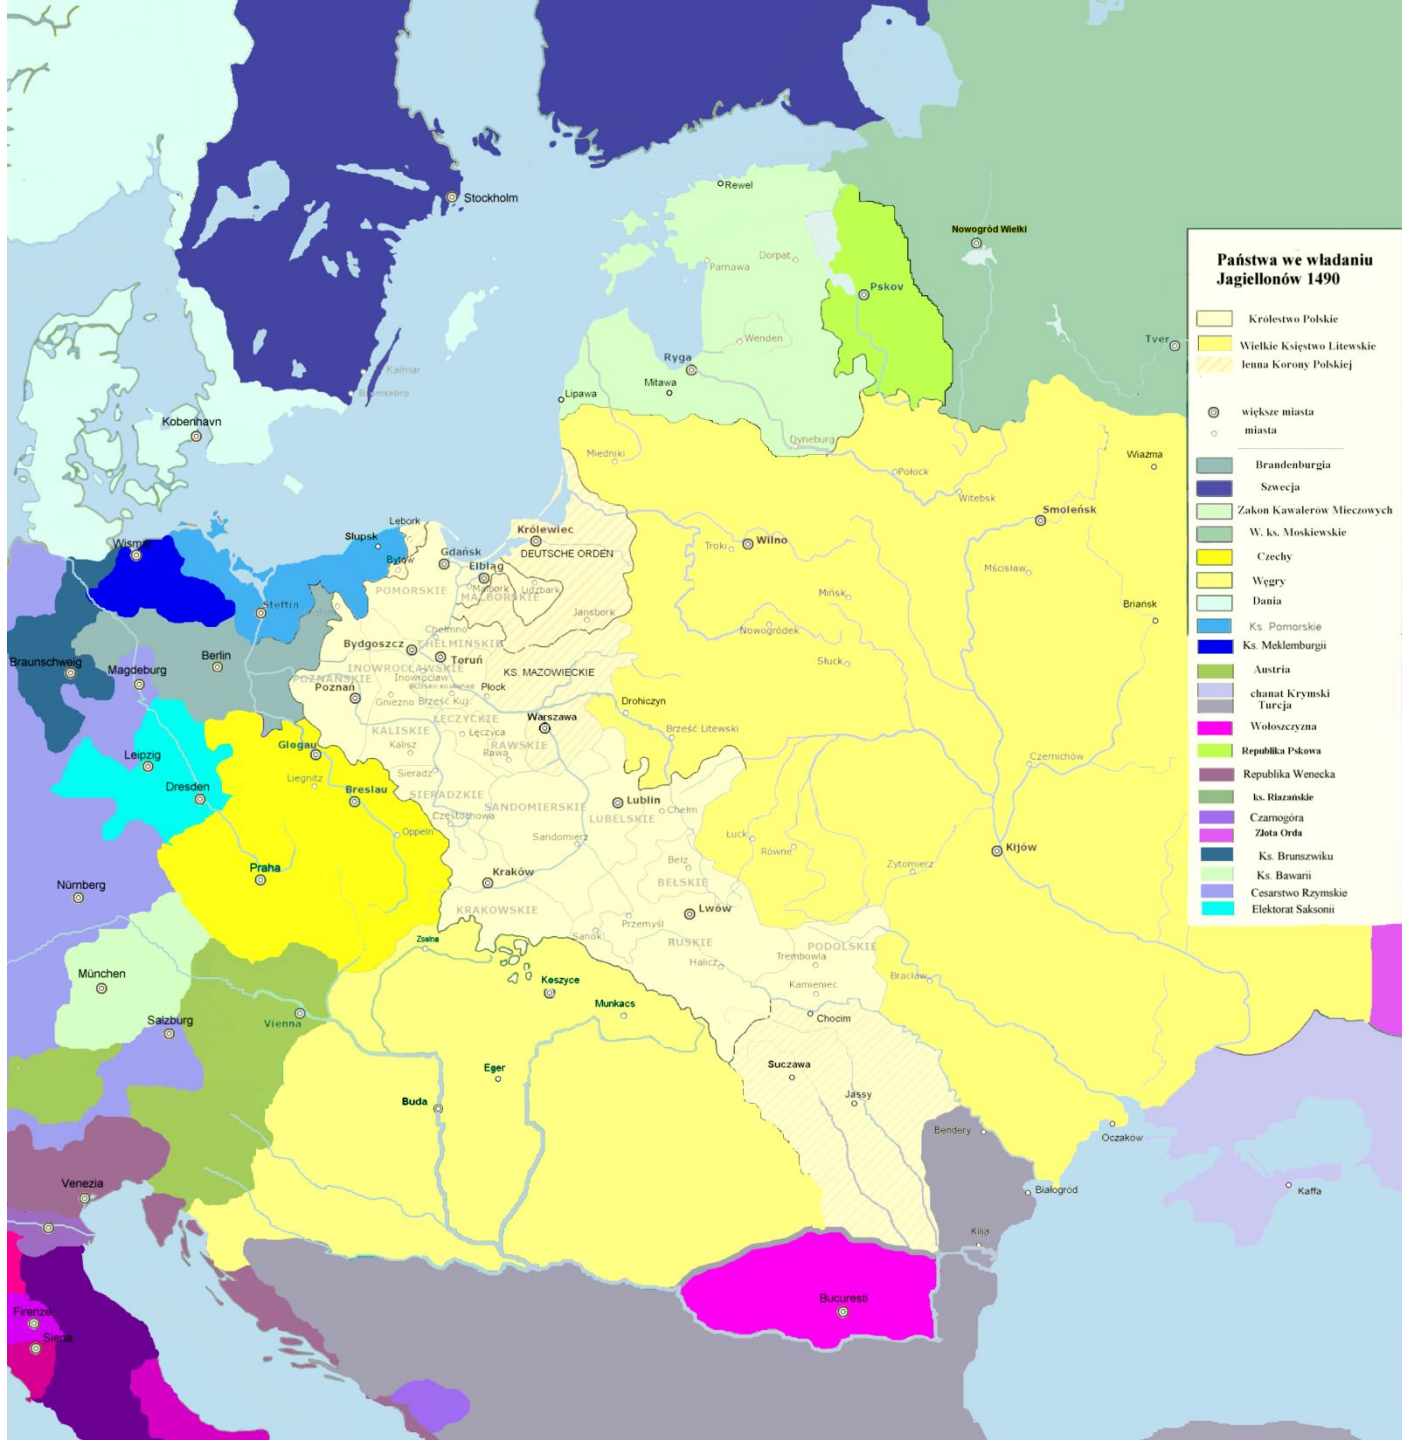 Stockholm
Rewel
Nowogród Wielki
Państwa we władaniu
Jagiellonów 1490
Parnawa
Dorpat
Pskov
Królestwo Polskie
Wielkie Księstwo Litewskie
lenna Korony Polskiej
Wenden
Tver
Ryga
Kalmar
Mitawa
Lipawa
Kobenhavn
większe miasta
miasta
Miedniki
Dyneburg
Połock
Witebsk
Wiaźma
Brandenburgia
Szwecja
Zakon Kawalerów Mieczowych
W. ks. Moskiewskie
Czechy
Węgry
Dania
Ks. Pomorskie
Ks. Meklemburgii
Austria
chanat Krymski
Turcja
Wołoszczyzna
Republika Pskowa
Republika Wenecka
ks. Riazańskie
Czarnogóra
Złota Orda
Ks. Brunszwiku
Ks. Bawarii
Cesarstwo Rzymskie
Elektorat Saksonii
Smoleńsk
Lebork
Słupsk
Królewiec
Wilno
Troki
Gdańsk
DEUTSCHE ORDEN
Bytów
Elbląg
Malbork
Lidzbark
MALBORSKIE
POMORSKIE
Mścisław
Mińsk
Briańsk
Stettin
Jansbork
Chełmno
Nowogródek
Bydgoszcz
CHEŁMIŃSKIE
Toruń
Słuck
Braunschweig
Magdeburg
Berlin
INOWROCŁAWSKIE
KS. MAZOWIECKIE
POZNAŃSKIE
Inowrocław
Poznań
Gniezno
Brześć Kuj.
Płock
Drohiczyn
ŁĘCZYCKIE
Warszawa
Brześć Litewski
KALISKIE
Łęczyca
RAWSKIE
Rawa
Glogau
Kalisz
Leipzig
Liegnitz
Sieradz
Czernichów
Dresden
Breslau
SIERADZKIE
SANDOMIERSKIE
Lublin
Chełm
LUBELSKIE
Częstochowa
Oppeln
Sandomierz
Łuck
Równe
Kijów
Bełz
Żytomierz
Praha
Kraków
BEŁSKIE
Nürnberg
KRAKOWSKIE
Lwów
Przemyśl
Sanok
RUSKIE
PODOLSKIE
Halicz
Trembowla
Bracław
Kamieniec
München
Koszyce
Munkacs
Vienna
Salzburg
Chocim
Suczawa
Eger
Jassy
Buda
Bendery
Oczaków
Venezia
Białogród
Kaffa
Kilia
Bucuresti
Firenze
Siena